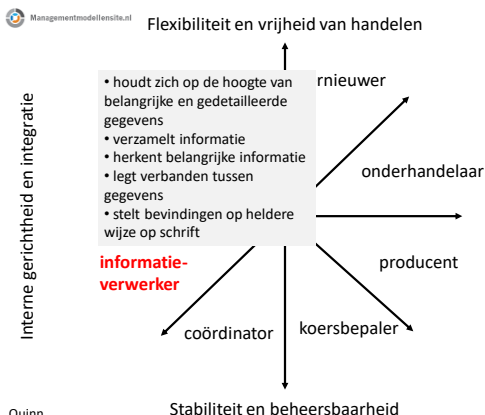 Managementmodellensite.nl
Flexibiliteit en vrijheid van handelen
• houdt zich op de hoogte van
belangrijke en gedetailleerde
gegevens
• verzamelt informatie
• herkent belangrijke informatie
• legt verbanden tussen
gegevens
• stelt bevindingen op heldere
wijze op schrift
rnieuwer
onderhandelaar
Interne gerichtheid en integratie
informatie-
verwerker
producent
coördinator
koersbepaler
Stabiliteit en beheersbaarheid
Quinn